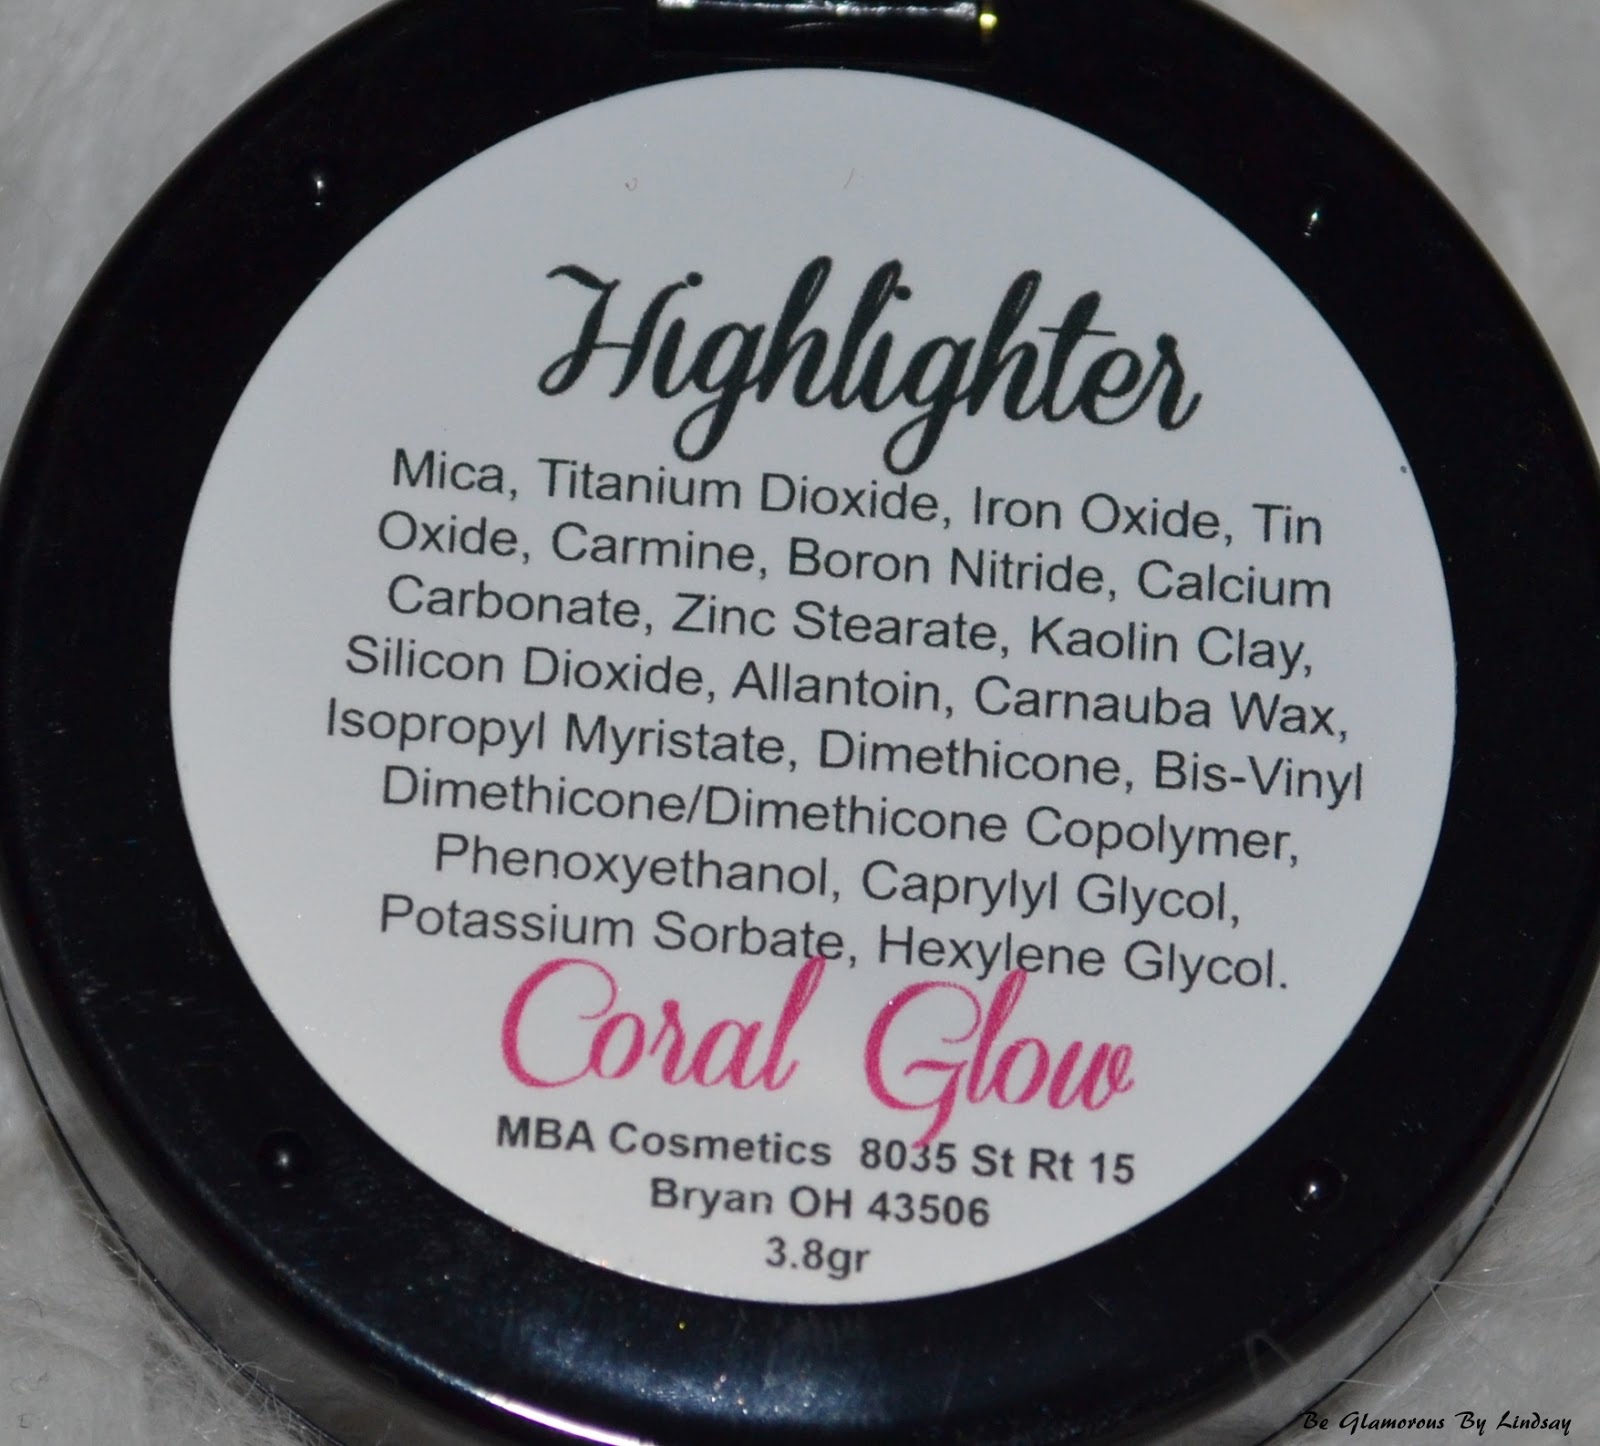 Highlighter
Mica, Titanium Dioxide, Iron Oxide, Tin
Oxide, Carmine, Boron Nitride, Calcium
Carbonate, Zinc Stearate, Kaolin Clay,
Silicon Dioxide, Allantoin, Carnauba Wax,
Isopropyl Myristate, Dimethicone, Bis-Vinyl
Dimethicone/Dimethicone Copolymer,
Phenoxyethanol, Caprylyl Glycol,
Potassium Sorbate, Hexylene Glycol.
Coral Glow
MBA Cosmetics 8035 St Rt 15
Bryan OH 43506
3.8gr
Be Glamorous By Lindsay